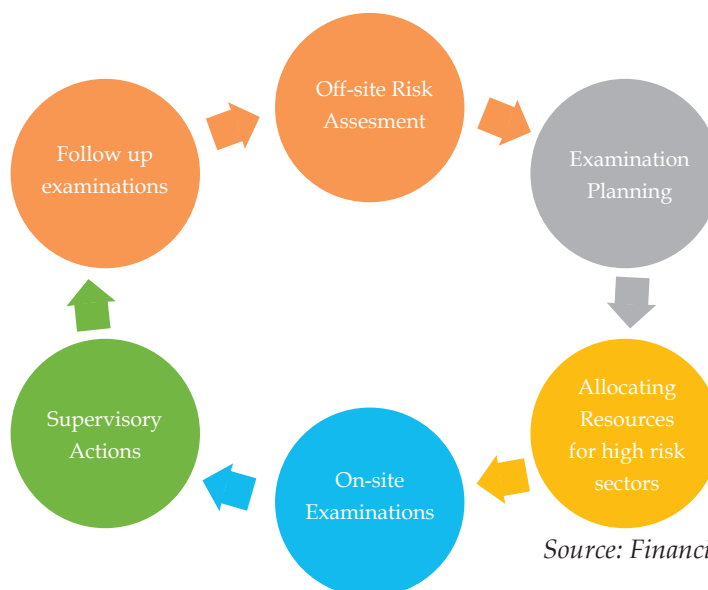 Off-site Risk
Assesment
Examination
Planning
Allocating
Resources
for high risk
sectors
On-site
Examinations
Supervisory
Actions
Follow up
examinations
Source: